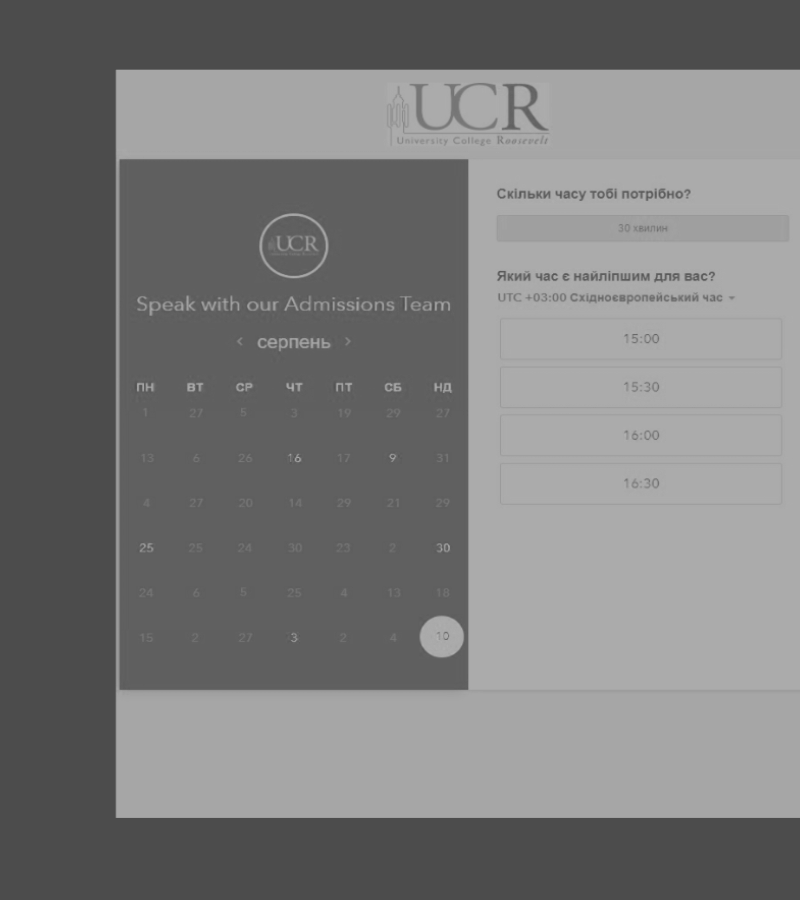 UCR
University College Roosevelt
UCR
Speak with our Admissions Team
< серпень >
ПН ВТ СР ЧТ ПТ СБ НД
1 27 5 3 19 29 27
13 6 26 16 17 9 31
4 27 20 14 29 21 29
25 25 24 30 23 2 30
24 6 5 25 4 13 18
15 2 27 3 2 4 10
Скільки часу тобі потрібно?
30 хвилин
Який час є найліпшим для вас?
UTC +03:00 Східноєвропейський час
15:00
15:30
16:00
16:30